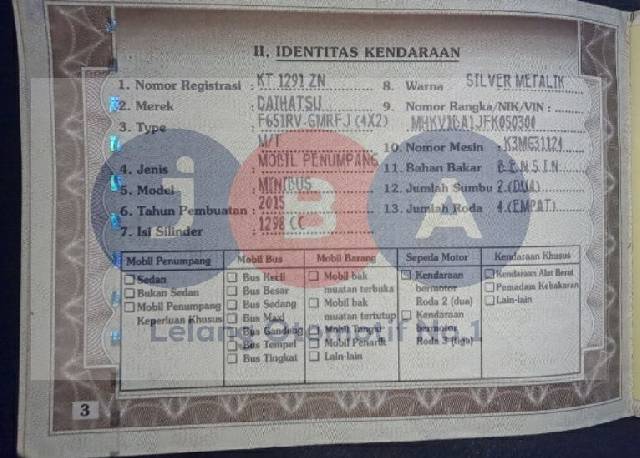 II. IDENTITAS KENDARAAN
1. Nomor Registrasi : KT 1291 ZN
2. Merek : DAIHATSU
3. Type : F651RV-GMRFJ (4X2)
M/T
4. Jenis : MOBIL PENUMPANG
5. Model : MINIBUS
6. Tahun Pembuatan : 2015
7. Isi Silinder : 1298 CC
8. Warna : SILVER METALIK
9. Nomor Rangka/NIK/VIN :
10. Nomor Mesin :
11. Bahan Bakar : BENSIN
12. Jumlah Sumbu : 2 (DUA)
13. Jumlah Roda : 4 (EMPAT)
Mobil Penumpang
Sedan
Bukan Sedan
Mobil Penumpang
Keperluan Khusus
Mobil Bus
Bus Kecil
Bus Besar
Bus Sedang
Bus Maxi
Bus Gandeng
Bus Tempel
Bus Tingkat
Mobil Barang
Mobil bak
muatan terbuka
Mobil bak
muatan tertutup
Mobil Tangki
Mobil Penarik
Lain-lain
Sepeda Motor
Kendaraan
bermotor
Roda 2 (dua)
Kendaraan
bermotor
Roda 3 (tiga)
Kendaraan Khusus
Kendaraan Alat Berat
Pemadam Kebakaran
Lain-lain
iBA
Lelang Otomotif No.1
3